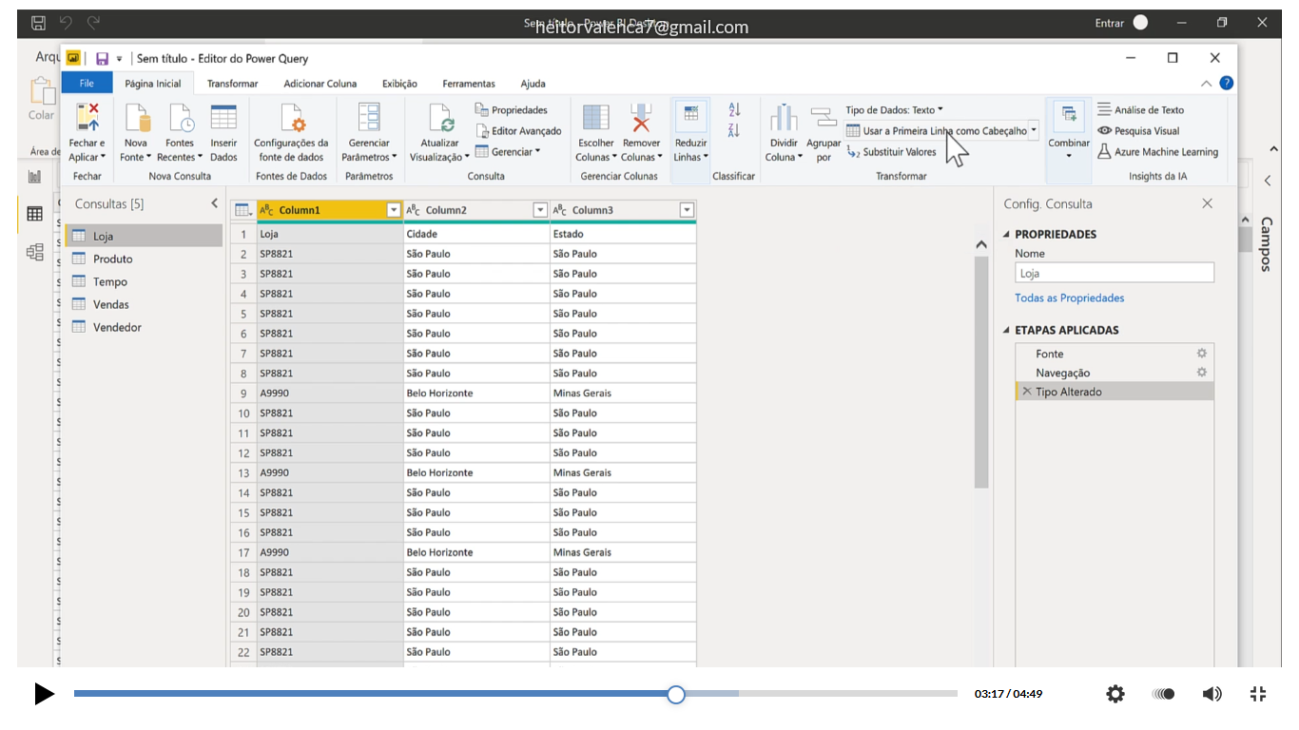 Sem título - Power BI Desktop
heitorvalenca7@gmail.com
Entrar
Arqu
Sem título - Editor do Power Query
File Página Inicial Transformar Adicionar Coluna Exibição Ferramentas Ajuda
Colar
Área de
Fechar e
Aplicar
Fechar
Nova
Fonte
Fontes
Recentes
Inserir
Dados
Nova Consulta
Configurações da
fonte de dados
Fontes de Dados
Gerenciar
Parâmetros
Parâmetros
Atualizar
Visualização
Propriedades
Editor Avançado
Gerenciar
Consulta
Escolher
Colunas
Remover
Colunas
Gerenciar Colunas
Reduzir
Linhas
Classificar
Dividir
Coluna
Agrupar
por
Tipo de Dados: Texto
Usar a Primeira Linha como Cabeçalho
Substituir Valores
Transformar
Combinar
Análise de Texto
Pesquisa Visual
Azure Machine Learning
Insights da IA
Consultas [5]
Loja
Produto
Tempo
Vendas
Vendedor
Column1 Column2 Column3
1 Loja Cidade Estado
2 SP8821 São Paulo São Paulo
3 SP8821 São Paulo São Paulo
4 SP8821 São Paulo São Paulo
5 SP8821 São Paulo São Paulo
6 SP8821 São Paulo São Paulo
7 SP8821 São Paulo São Paulo
8 SP8821 São Paulo São Paulo
9 A9990 Belo Horizonte Minas Gerais
10 SP8821 São Paulo São Paulo
11 SP8821 São Paulo São Paulo
12 SP8821 São Paulo São Paulo
13 A9990 Belo Horizonte Minas Gerais
14 SP8821 São Paulo São Paulo
15 SP8821 São Paulo São Paulo
16 SP8821 São Paulo São Paulo
17 A9990 Belo Horizonte Minas Gerais
18 SP8821 São Paulo São Paulo
19 SP8821 São Paulo São Paulo
20 SP8821 São Paulo São Paulo
21 SP8821 São Paulo São Paulo
22 SP8821 São Paulo São Paulo
Config. Consulta
PROPRIEDADES
Nome
Loja
Todas as Propriedades
ETAPAS APLICADAS
Fonte
Navegação
Tipo Alterado
Campos
03:17 / 04:49